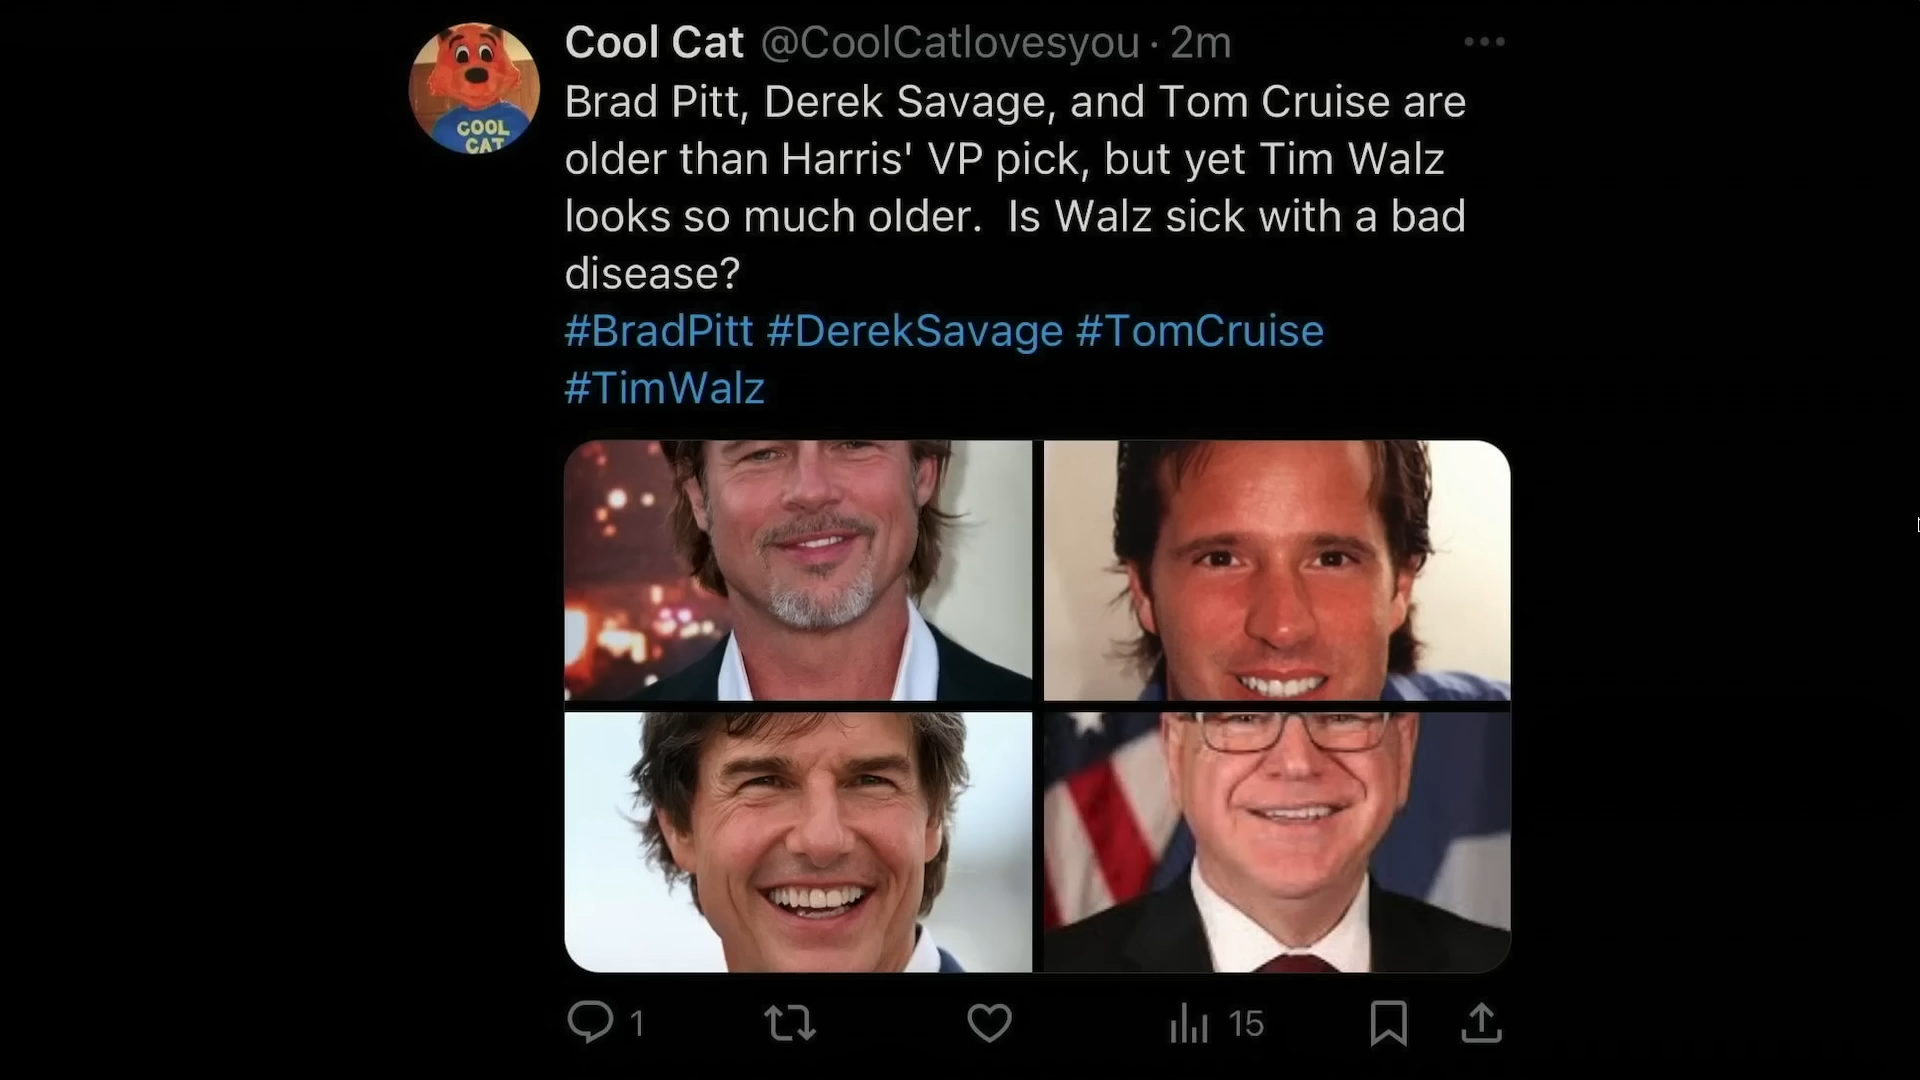 Cool Cat @CoolCatlovesyou · 2m
Brad Pitt, Derek Savage, and Tom Cruise are
older than Harris' VP pick, but yet Tim Walz
looks so much older.  Is Walz sick with a bad
disease?
#BradPitt #DerekSavage #TomCruise
#TimWalz
COOL
CAT
1
15